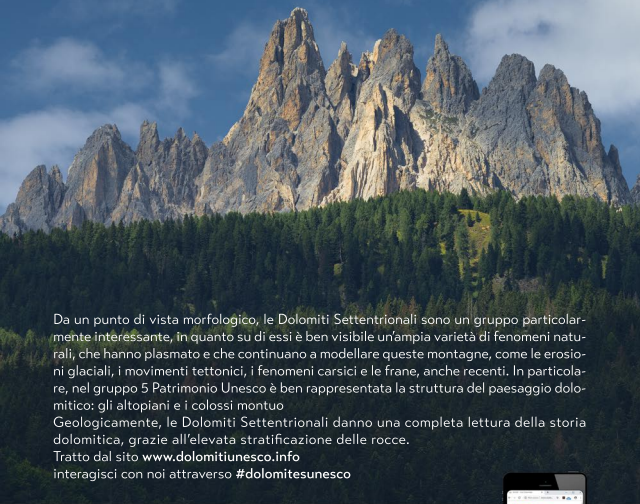 Da un punto di vista morfologico, le Dolomiti Settentrionali sono un gruppo particolar-
mente interessante, in quanto su di essi è ben visibile un'ampia varietà di fenomeni natu-
rali, che hanno plasmato e che continuano a modellare queste montagne, come le erosio-
ni glaciali, i movimenti tettonici, i fenomeni carsici e le frane, anche recenti. In particola-
re, nel gruppo 5 Patrimonio Unesco è ben rappresentata la struttura del paesaggio dolo-
mitico: gli altopiani e i colossi montuo
Geologicamente, le Dolomiti Settentrionali danno una completa lettura della storia
dolomitica, grazie all'elevata stratificazione delle rocce.
Tratto dal sito www.dolomitiunesco.info
interagisci con noi attraverso #dolomitesunesco